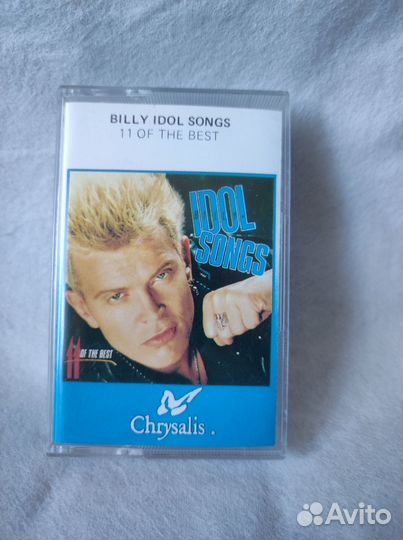 BILLY IDOL SONGS
11 OF THE BEST
IDOL
SONGS
11 OF THE BEST
Chrysalis.
Avito